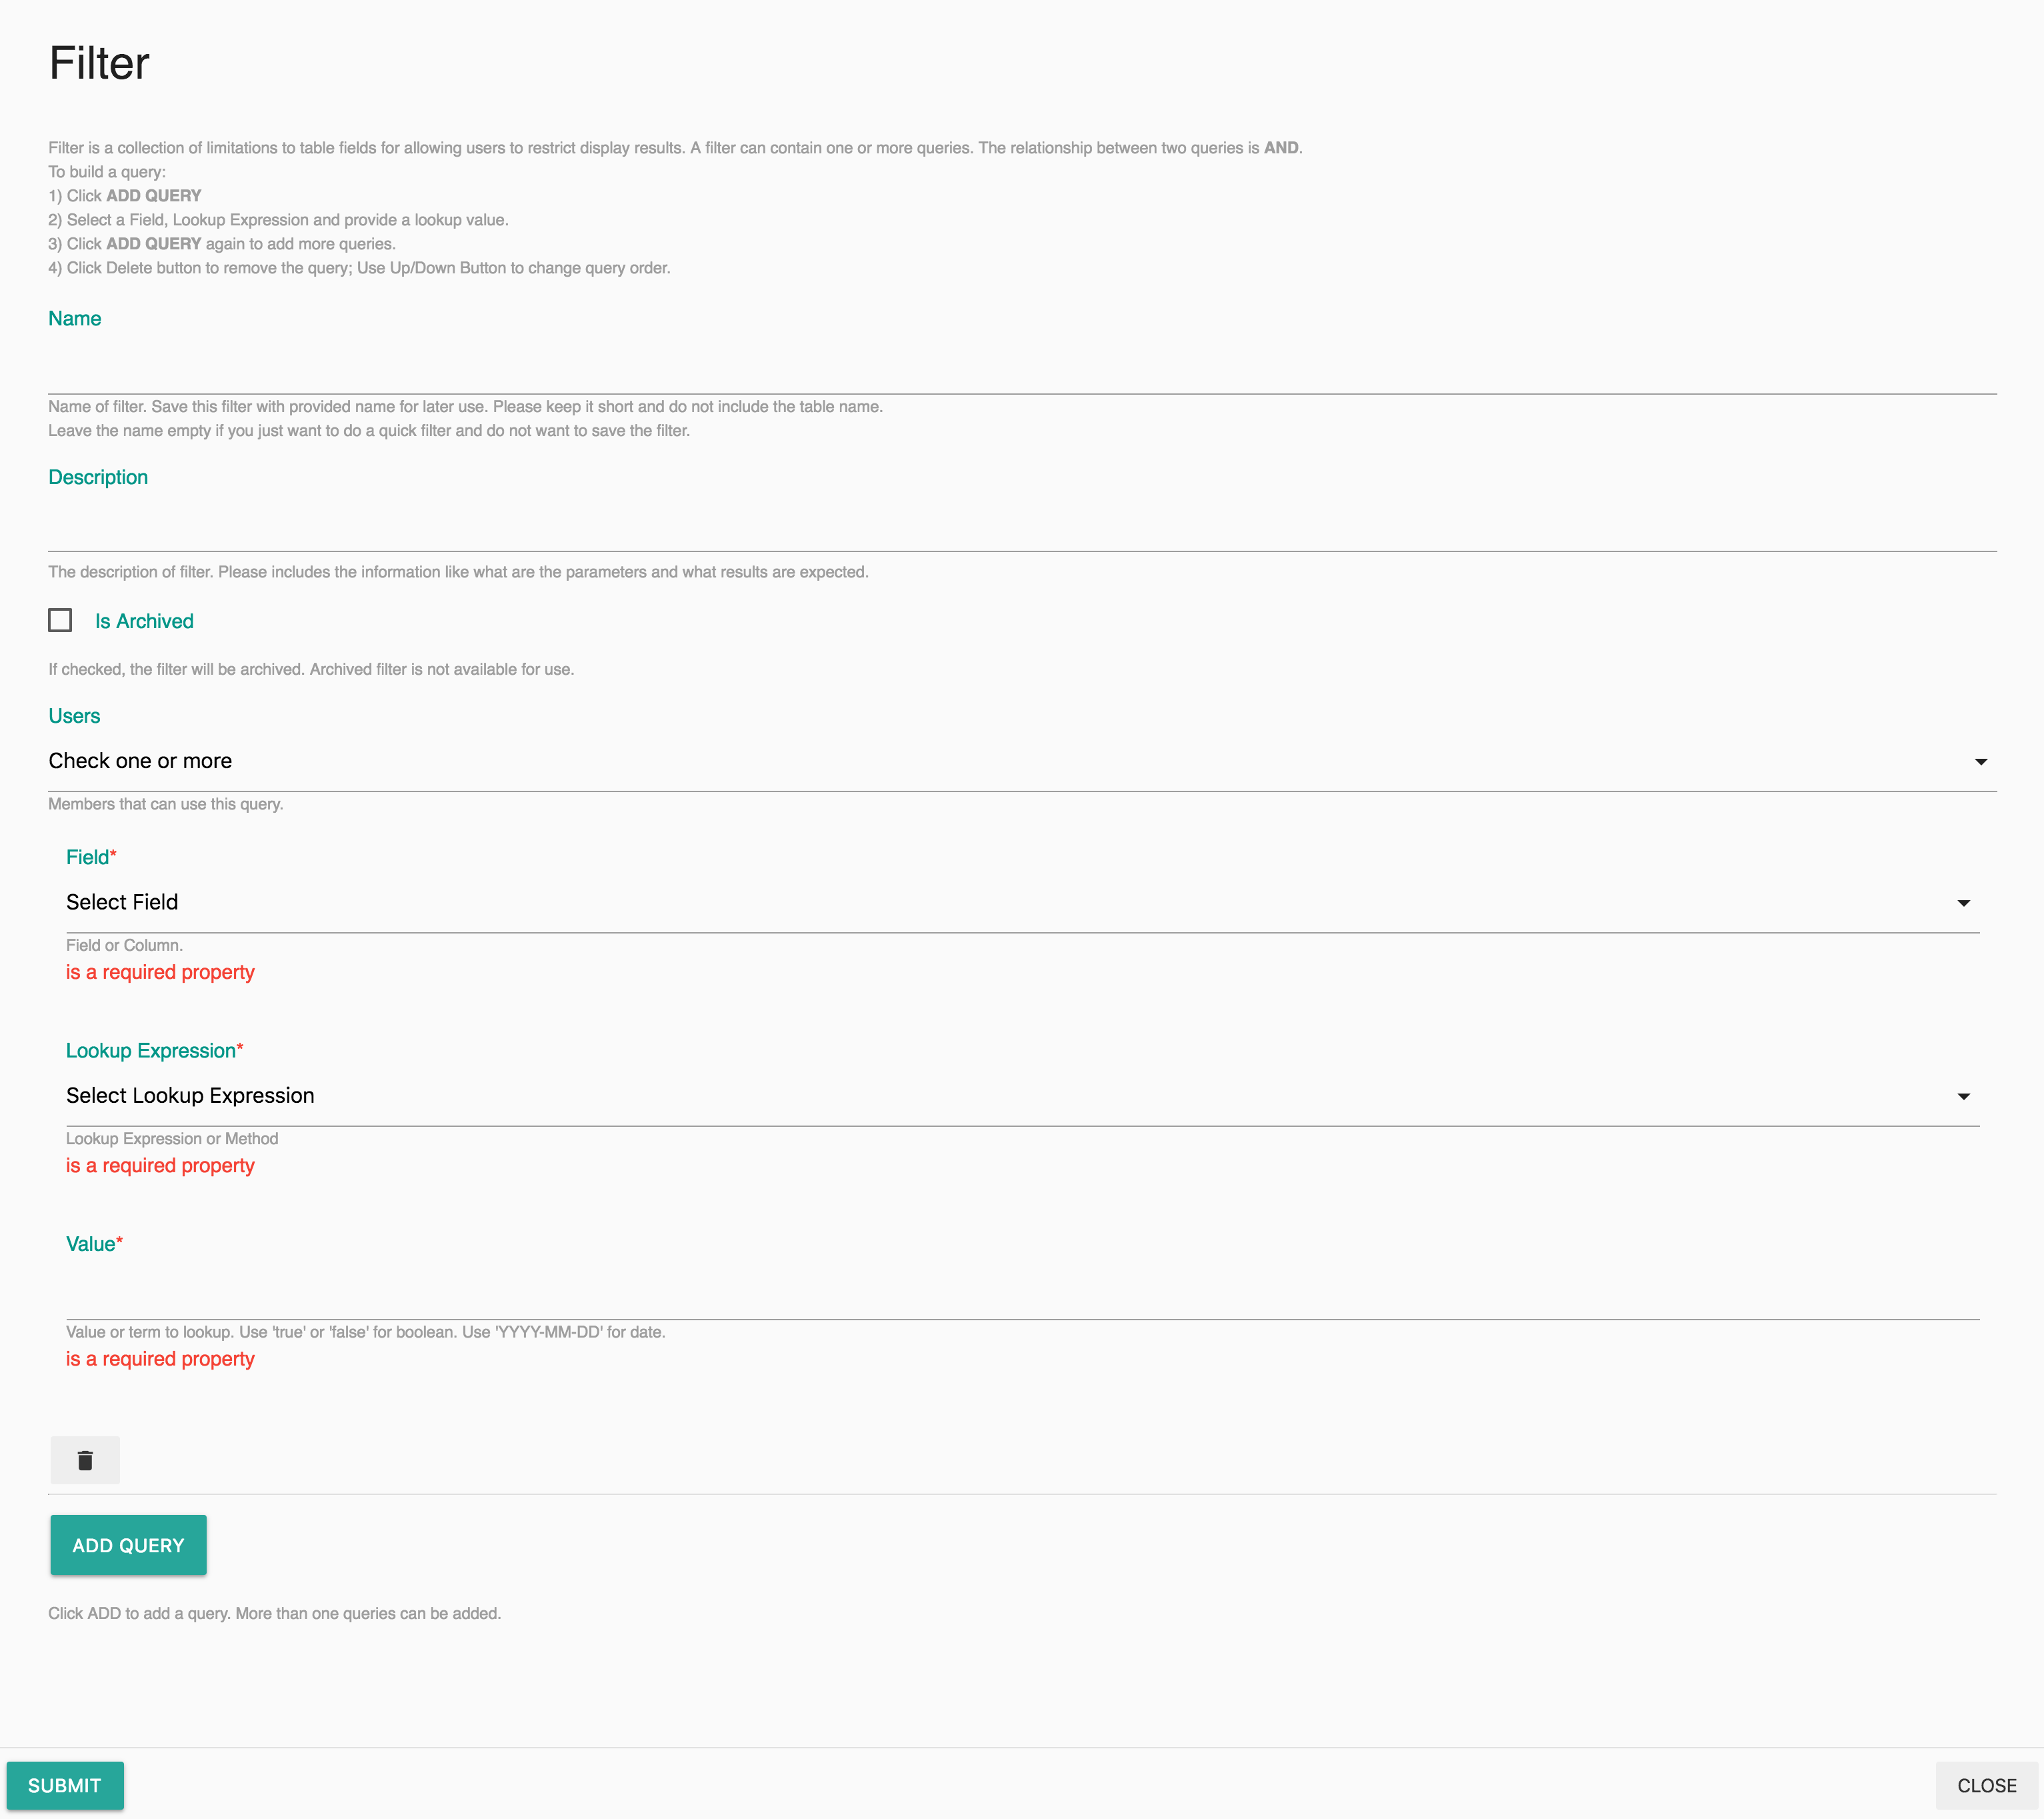 Filter
Filter is a collection of limitations to table fields for allowing users to restrict display results. A filter can contain one or more queries. The relationship between two queries is AND.
To build a query:
1) Click ADD QUERY
2) Select a Field, Lookup Expression and provide a lookup value.
3) Click ADD QUERY again to add more queries.
4) Click Delete button to remove the query; Use Up/Down Button to change query order.
Name
Name of filter. Save this filter with provided name for later use. Please keep it short and do not include the table name.
Leave the name empty if you just want to do a quick filter and do not want to save the filter.
Description
The description of filter. Please includes the information like what are the parameters and what results are expected.
Is Archived
If checked, the filter will be archived. Archived filter is not available for use.
Users
Check one or more
Members that can use this query.
Field*
Select Field
Field or Column.
is a required property
Lookup Expression*
Select Lookup Expression
Lookup Expression or Method
is a required property
Value*
Value or term to lookup. Use 'true' or 'false' for boolean. Use 'YYYY-MM-DD' for date.
is a required property
ADD QUERY
Click ADD to add a query. More than one queries can be added.
SUBMIT
CLOSE